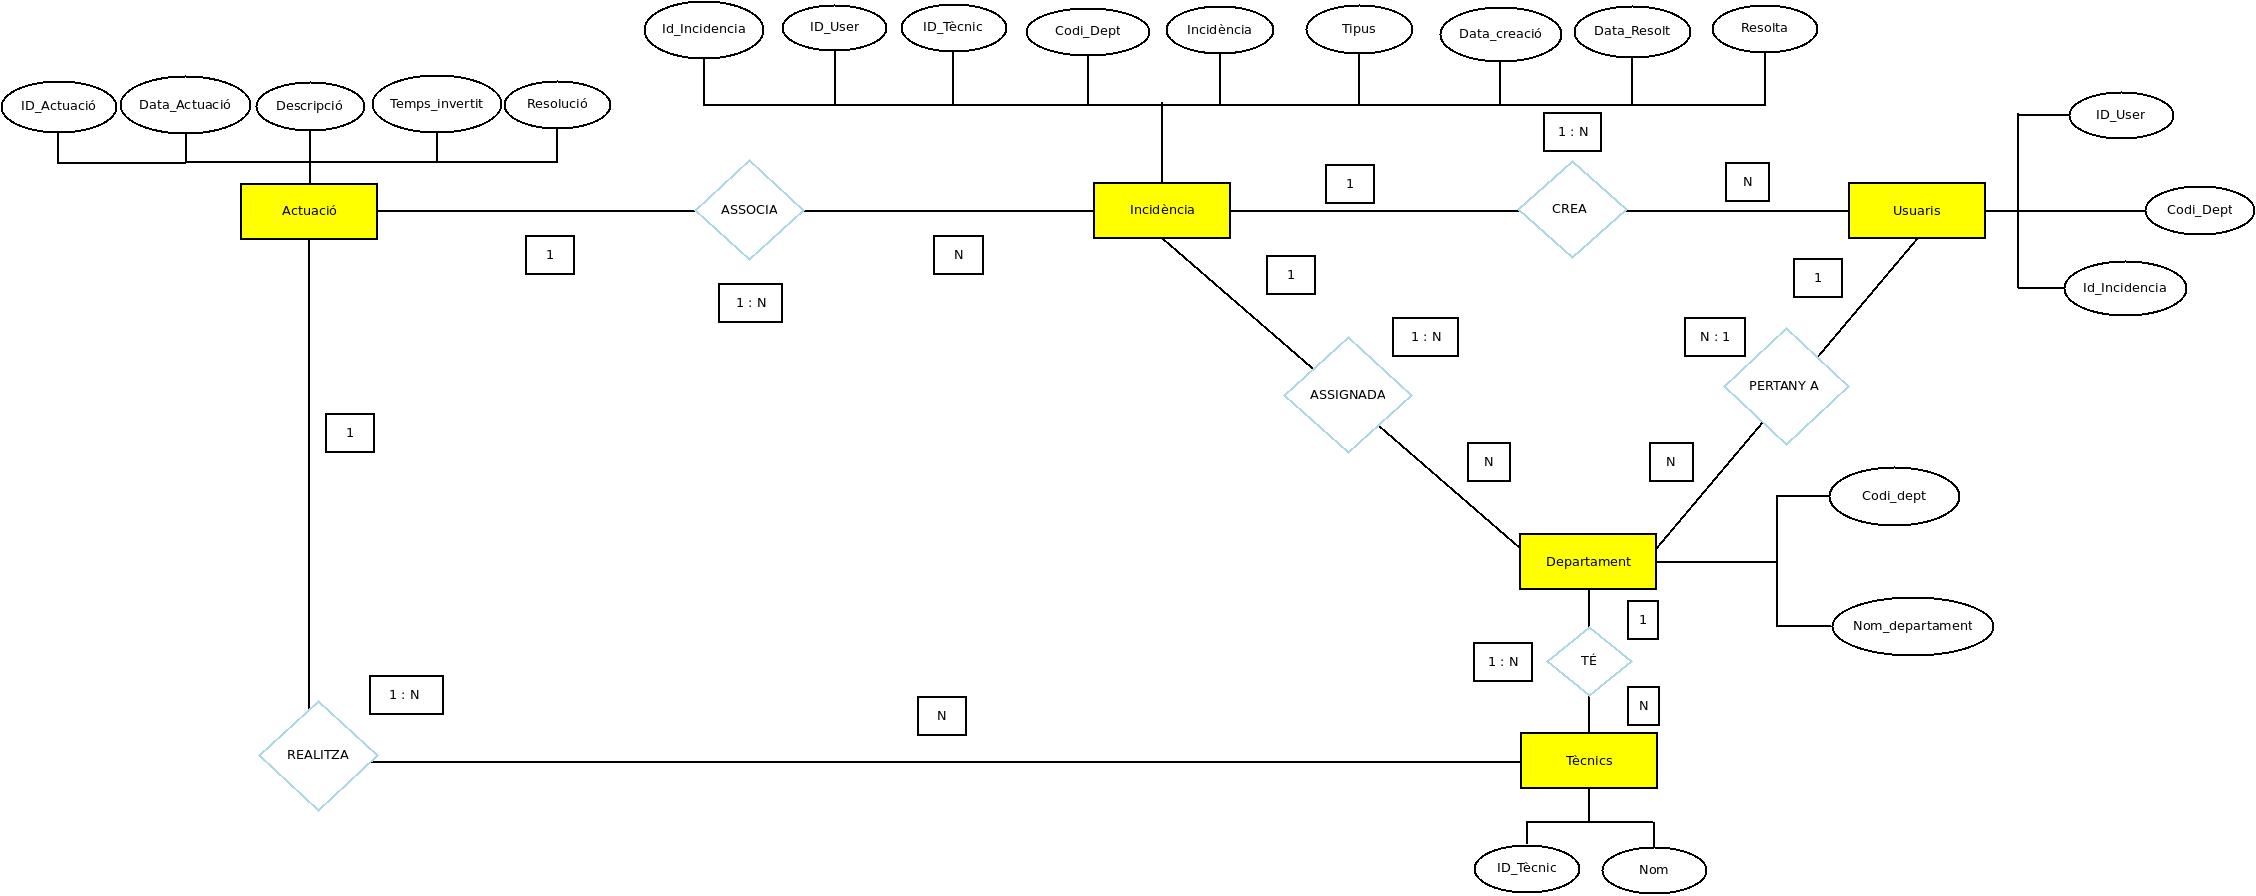 Id_Incidencia
ID_User
ID_Tècnic
Codi_Dept
Incidència
Tipus
Data_creació
Data_Resolt
Resolta
ID_Actuació
Data_Actuació
Descripció
Temps_invertit
Resolució
1 : N
ID_User
1
N
Actuació
ASSOCIA
Incidència
CREA
Usuaris
Codi_Dept
1
N
1
1
Id_Incidencia
1 : N
1 : N
N : 1
ASSIGNADA
PERTANY A
1
N
N
Codi_dept
Departament
1
Nom_departament
1 : N
TÉ
1 : N
N
N
REALITZA
Tècnics
ID_Tècnic
Nom